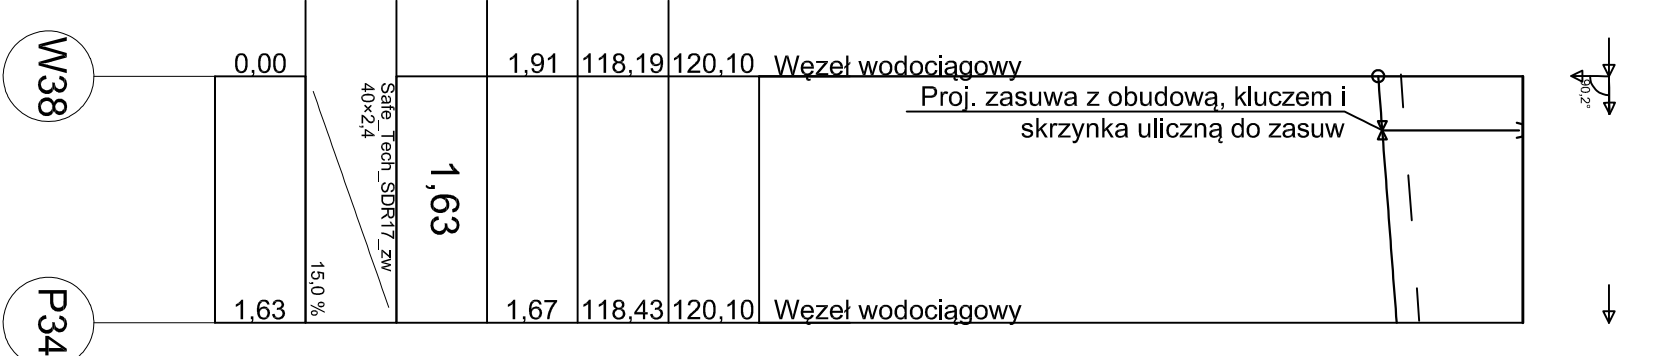 W38
0,00
1,91
118,19
120,10
Węzeł wodociągowy
Proj. zasuwa z obudową, kluczem i
skrzynka uliczną do zasuw
90,2°
Safe_Tech_SDR17_zw
40×2,4
1,63
15,0 %
P34
1,63
1,67
118,43
120,10
Węzeł wodociągowy